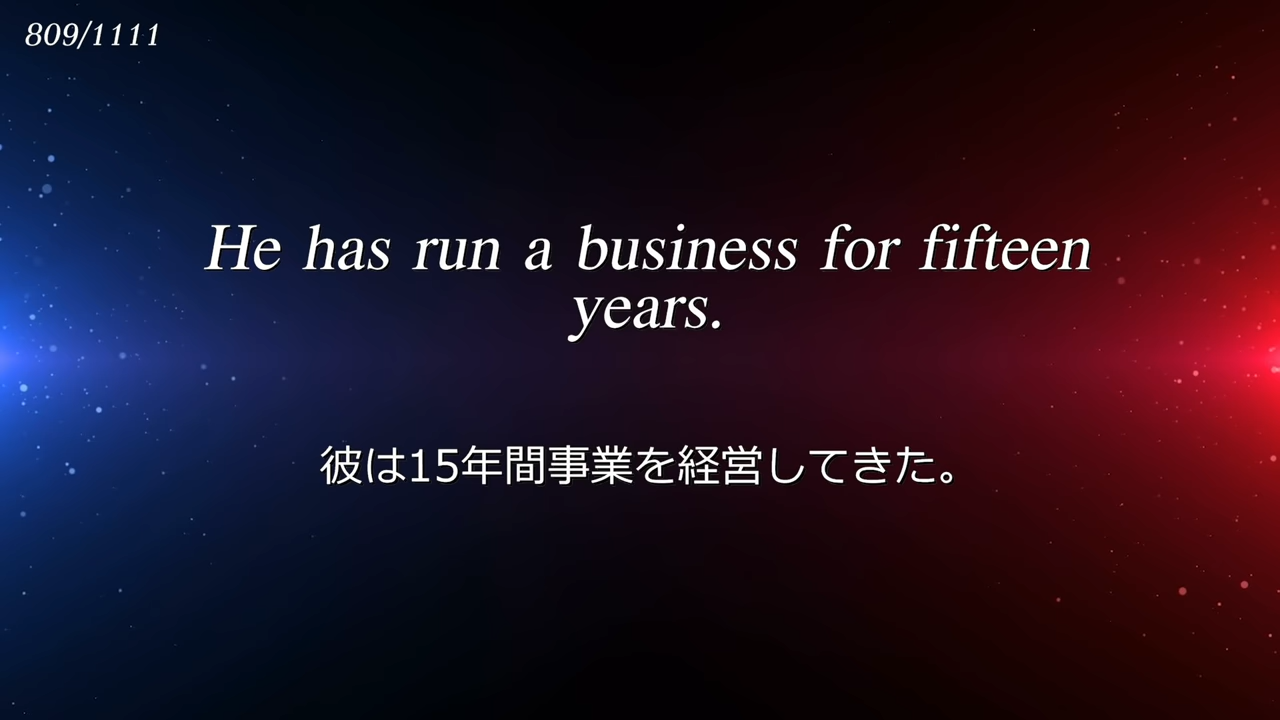 809/1111
He has run a business for fifteen
years.
彼は15年間事業を経営してきた。